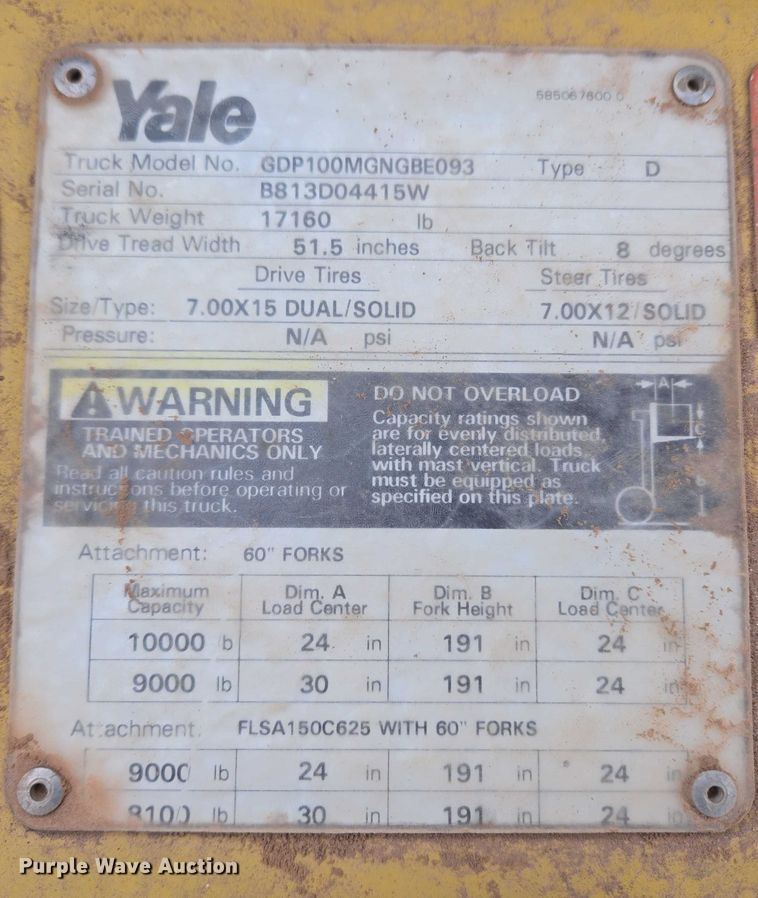 Yale
585067600 0
Truck Model No. GDP100MGNGBE093 Type D
Serial No. B813D04415W
Truck Weight 17160 lb
Drive Tread Width 51.5 inches Back Tilt 8 degrees
Drive Tires Steer Tires
Size/Type: 7.00X15 DUAL/SOLID 7.00X12/SOLID
Pressure: N/A psi N/A psi
WARNING
TRAINED OPERATORS
AND MECHANICS ONLY
Read all caution rules and
instructions before operating or
servicing this truck.
DO NOT OVERLOAD
Capacity ratings shown
are for evenly distributed,
laterally centered loads
with mast vertical. Truck
must be equipped as
specified on this plate.
A
C
Attachment: 60" FORKS
Maximum Capacity Dim. A Load Center Dim. B Fork Height Dim. C Load Center
10000 lb 24 in 191 in 24 in
9000 lb 30 in 191 in 24 in
Attachment: FLSA150C625 WITH 60" FORKS
9000 lb 24 in 191 in 24 in
8100 lb 30 in 191 in 24 in
Purple Wave Auction